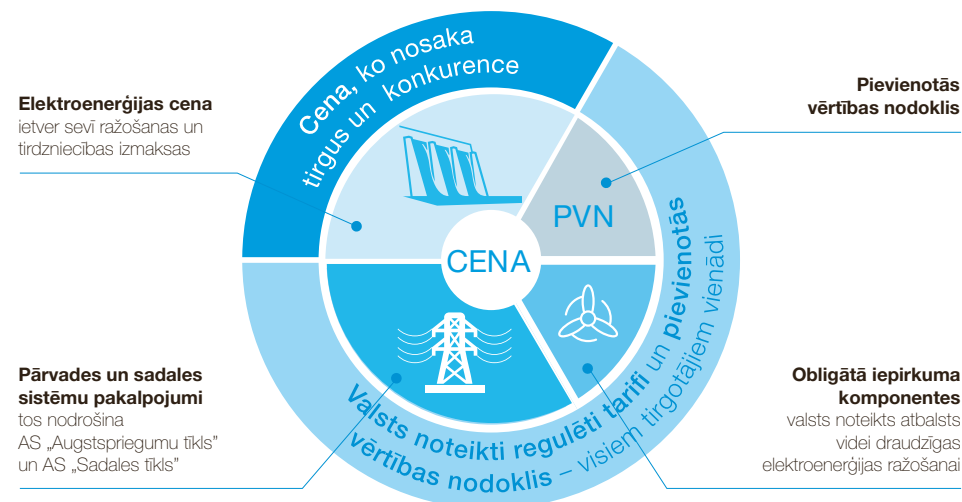 Elektroenerģijas cena
ietver sevī ražošanas un
tirdzniecības izmaksas
Cena, ko nosaka
tirgus un konkurence
Pievienotās
vērtības nodoklis
PVN
CENA
Pārvades un sadales
sistēmu pakalpojumi
tos nodrošina
AS „Augstspriegumu tīkls”
un AS „Sadales tīkls”
Valsts noteikti regulēti tarifi un pievienotās
vērtības nodoklis – visiem tirgotājiem vienādi
Obligātā iepirkuma
komponentes
valsts noteikts atbalsts
videi draudzīgas
elektroenerģijas ražošanai